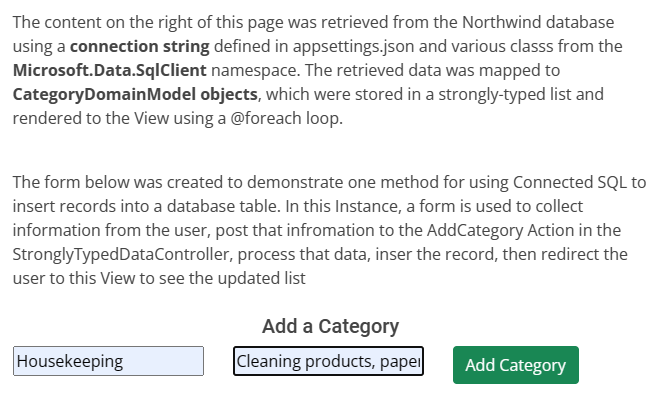 The content on the right of this page was retrieved from the Northwind database
using a connection string defined in appsettings.json and various classs from the
Microsoft.Data.SqlClient namespace. The retrieved data was mapped to
CategoryDomainModel objects, which were stored in a strongly-typed list and
rendered to the View using a @foreach loop.
The form below was created to demonstrate one method for using Connected SQL to
insert records into a database table. In this Instance, a form is used to collect
information from the user, post that infromation to the AddCategory Action in the
StronglyTypedDataController, process that data, inser the record, then redirect the
user to this View to see the updated list
Add a Category
Housekeeping Cleaning products, paper Add Category